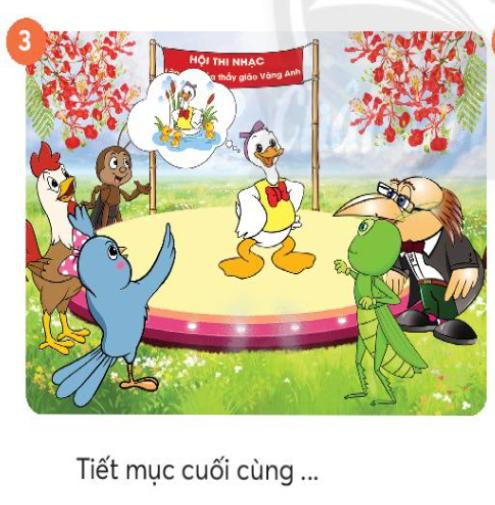 3
HỘI THI NHẠC
thầy giáo Vàng Anh
Tiết mục cuối cùng ...